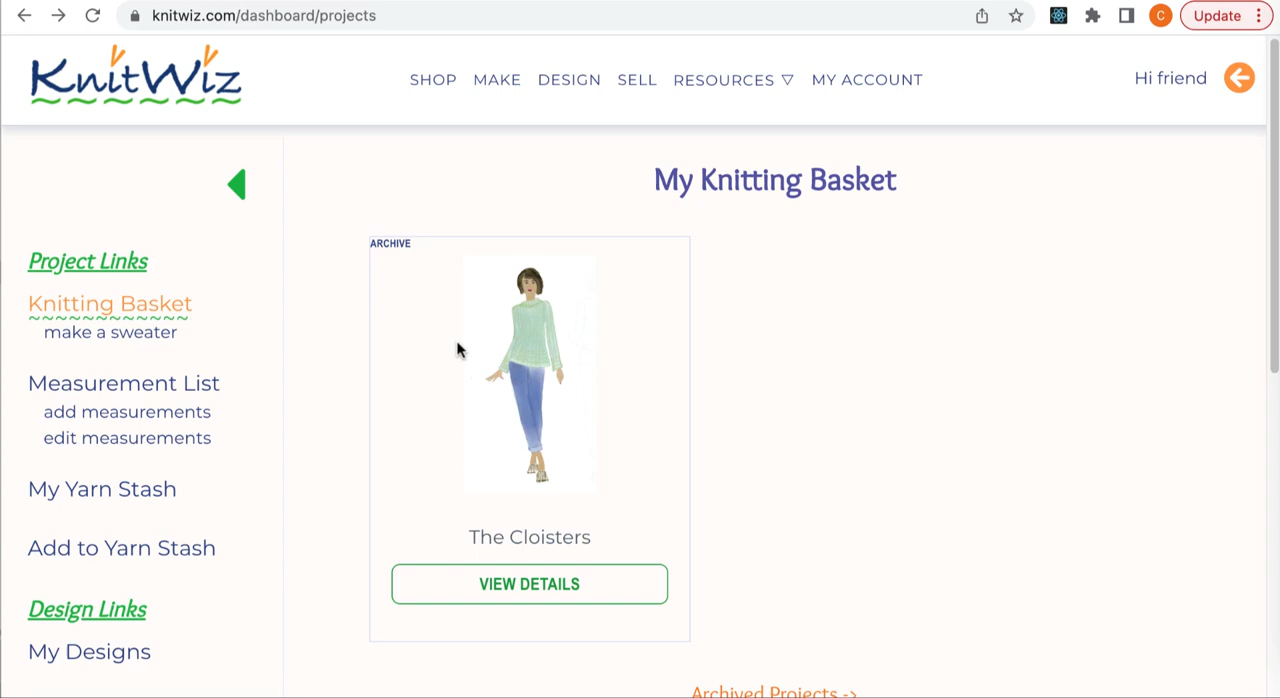 knitwiz.com/dashboard/projects
C
Update
KnitWiz
SHOP MAKE DESIGN SELL RESOURCES ▽ MY ACCOUNT
Hi friend
My Knitting Basket
Project Links
Knitting Basket
make a sweater
Measurement List
add measurements
edit measurements
My Yarn Stash
Add to Yarn Stash
Design Links
My Designs
ARCHIVE
The Cloisters
VIEW DETAILS
Archived Projects ->